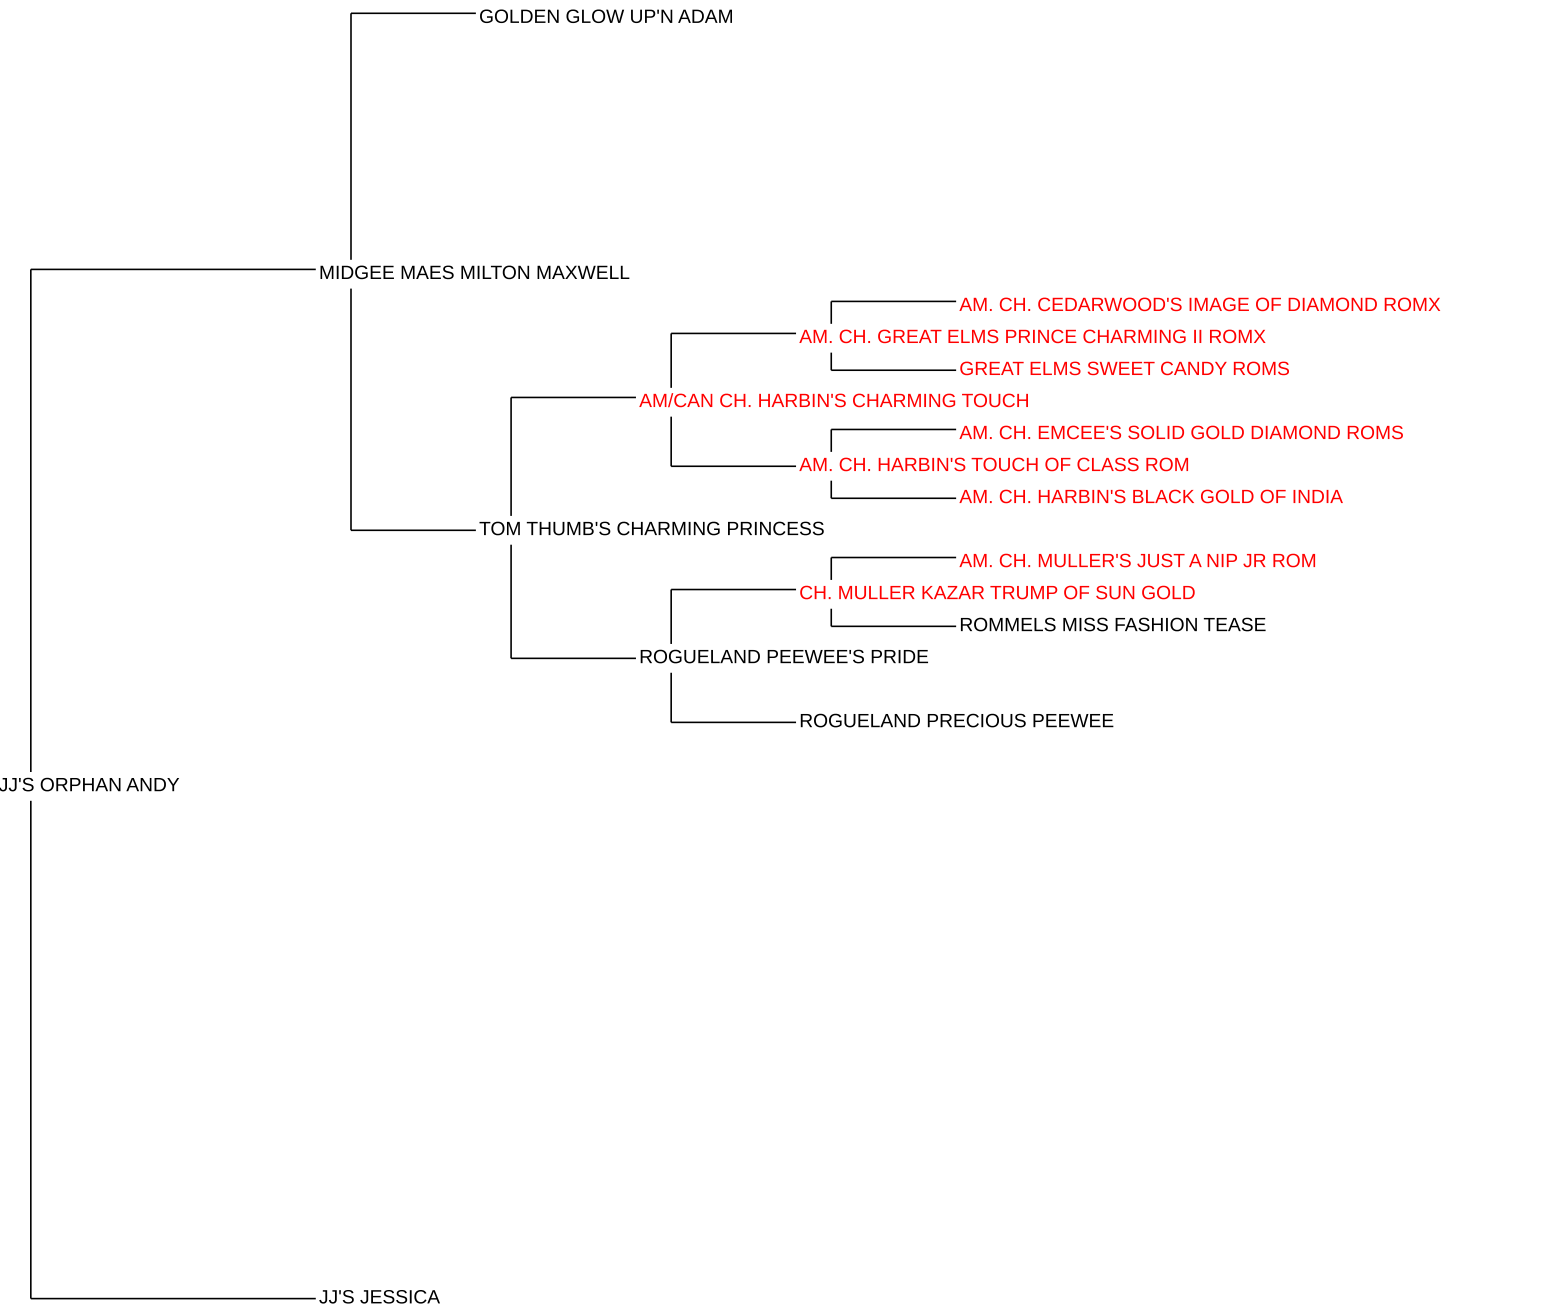 GOLDEN GLOW UP'N ADAM
MIDGEE MAES MILTON MAXWELL
AM. CH. CEDARWOOD'S IMAGE OF DIAMOND ROMX
AM. CH. GREAT ELMS PRINCE CHARMING II ROMX
GREAT ELMS SWEET CANDY ROMS
AM/CAN CH. HARBIN'S CHARMING TOUCH
AM. CH. EMCEE'S SOLID GOLD DIAMOND ROMS
AM. CH. HARBIN'S TOUCH OF CLASS ROM
AM. CH. HARBIN'S BLACK GOLD OF INDIA
TOM THUMB'S CHARMING PRINCESS
AM. CH. MULLER'S JUST A NIP JR ROM
CH. MULLER KAZAR TRUMP OF SUN GOLD
ROMMELS MISS FASHION TEASE
ROGUELAND PEEWEE'S PRIDE
ROGUELAND PRECIOUS PEEWEE
JJ'S ORPHAN ANDY
JJ'S JESSICA